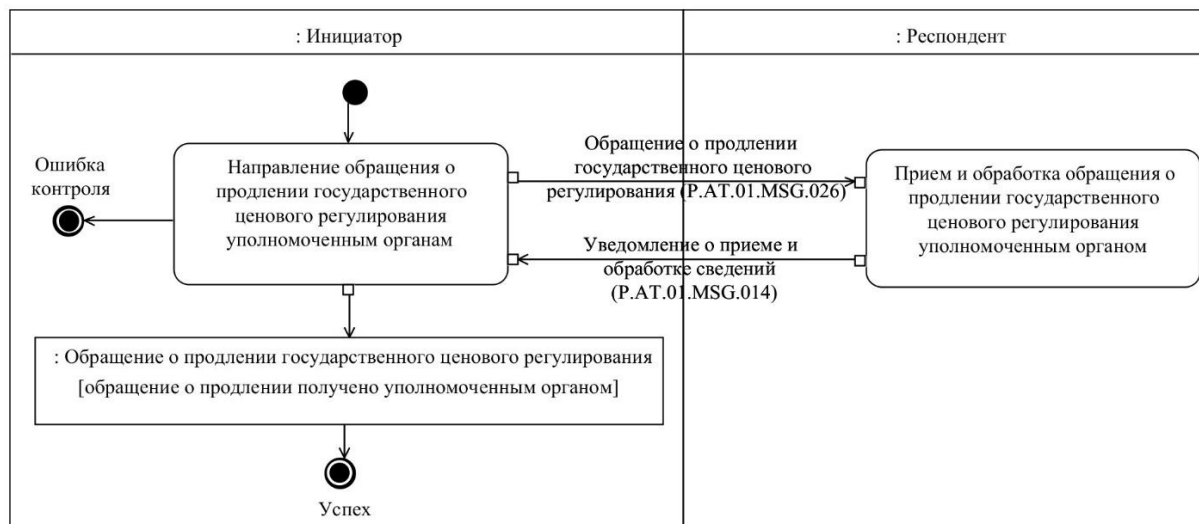 : Инициатор
: Респондент
Ошибка
контроля
Направление обращения о
продлении государственного
ценового регулирования
уполномоченным органам
Обращение о продлении
государственного ценового
регулирования (P.AT.01.MSG.026)
Уведомление о приеме и
обработке сведений
(P.AT.01.MSG.014)
Прием и обработка обращения о
продлении государственного
ценового регулирования
уполномоченным органом
: Обращение о продлении государственного ценового регулирования
[обращение о продлении получено уполномоченным органом]
Успех